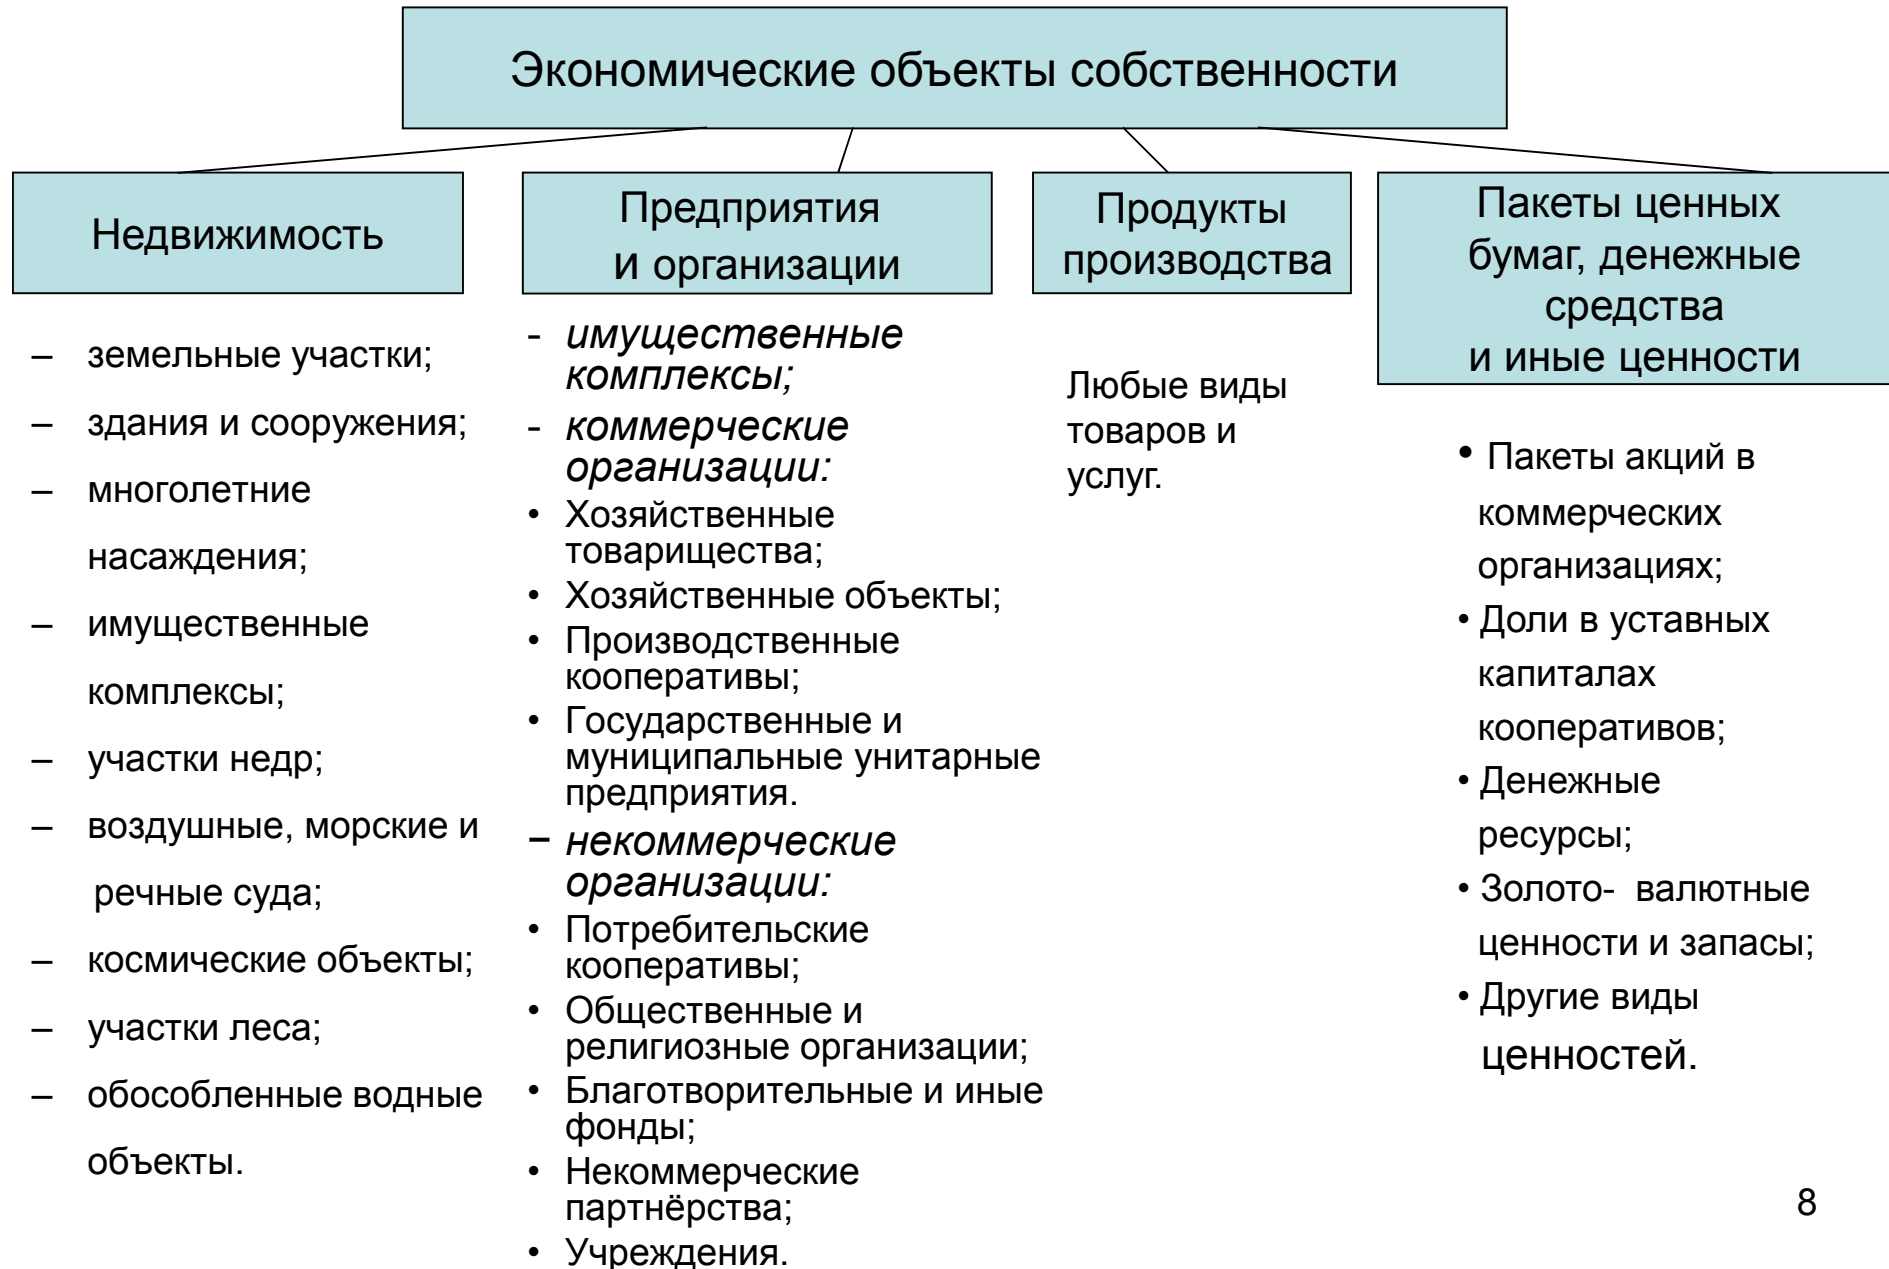 Экономические объекты собственности
Недвижимость
– земельные участки;
– здания и сооружения;
– многолетние
насаждения;
– имущественные
комплексы;
– участки недр;
– воздушные, морские и
речные суда;
– космические объекты;
– участки леса;
– обособленные водные
объекты.
Предприятия
и организации
- имущественные
комплексы;
- коммерческие
организации:
• Хозяйственные
товарищества;
• Хозяйственные объекты;
• Производственные
кооперативы;
• Государственные и
муниципальные унитарные
предприятия.
– некоммерческие
организации:
• Потребительские
кооперативы;
• Общественные и
религиозные организации;
• Благотворительные и иные
фонды;
• Некоммерческие
партнёрства;
• Учреждения.
Продукты
производства
Любые виды
товаров и
услуг.
Пакеты ценных
бумаг, денежные
средства
и иные ценности
• Пакеты акций в
коммерческих
организациях;
• Доли в уставных
капиталах
кооперативов;
• Денежные
ресурсы;
• Золото- валютные
ценности и запасы;
• Другие виды
ценностей.
8